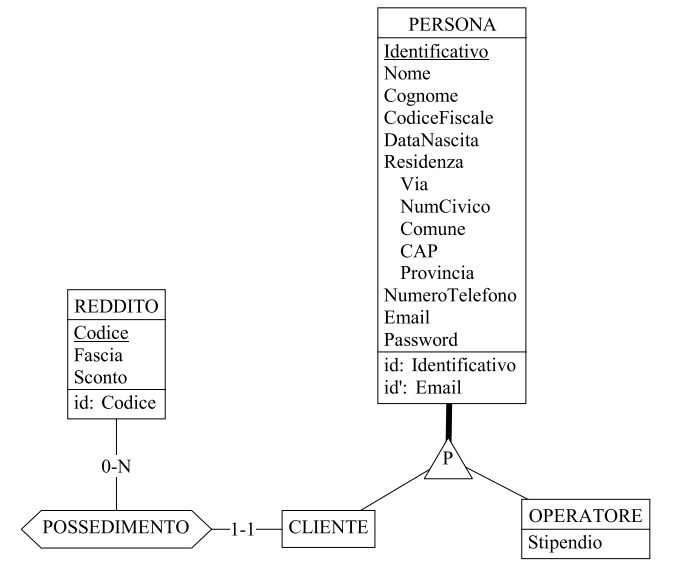 PERSONA
Identificativo
Nome
Cognome
CodiceFiscale
DataNascita
Residenza
Via
NumCivico
Comune
CAP
Provincia
NumeroTelefono
Email
Password
id: Identificativo
id': Email
REDDITO
Codice
Fascia
Sconto
id: Codice
0-N
P
POSSEDIMENTO
1-1
CLIENTE
OPERATORE
Stipendio